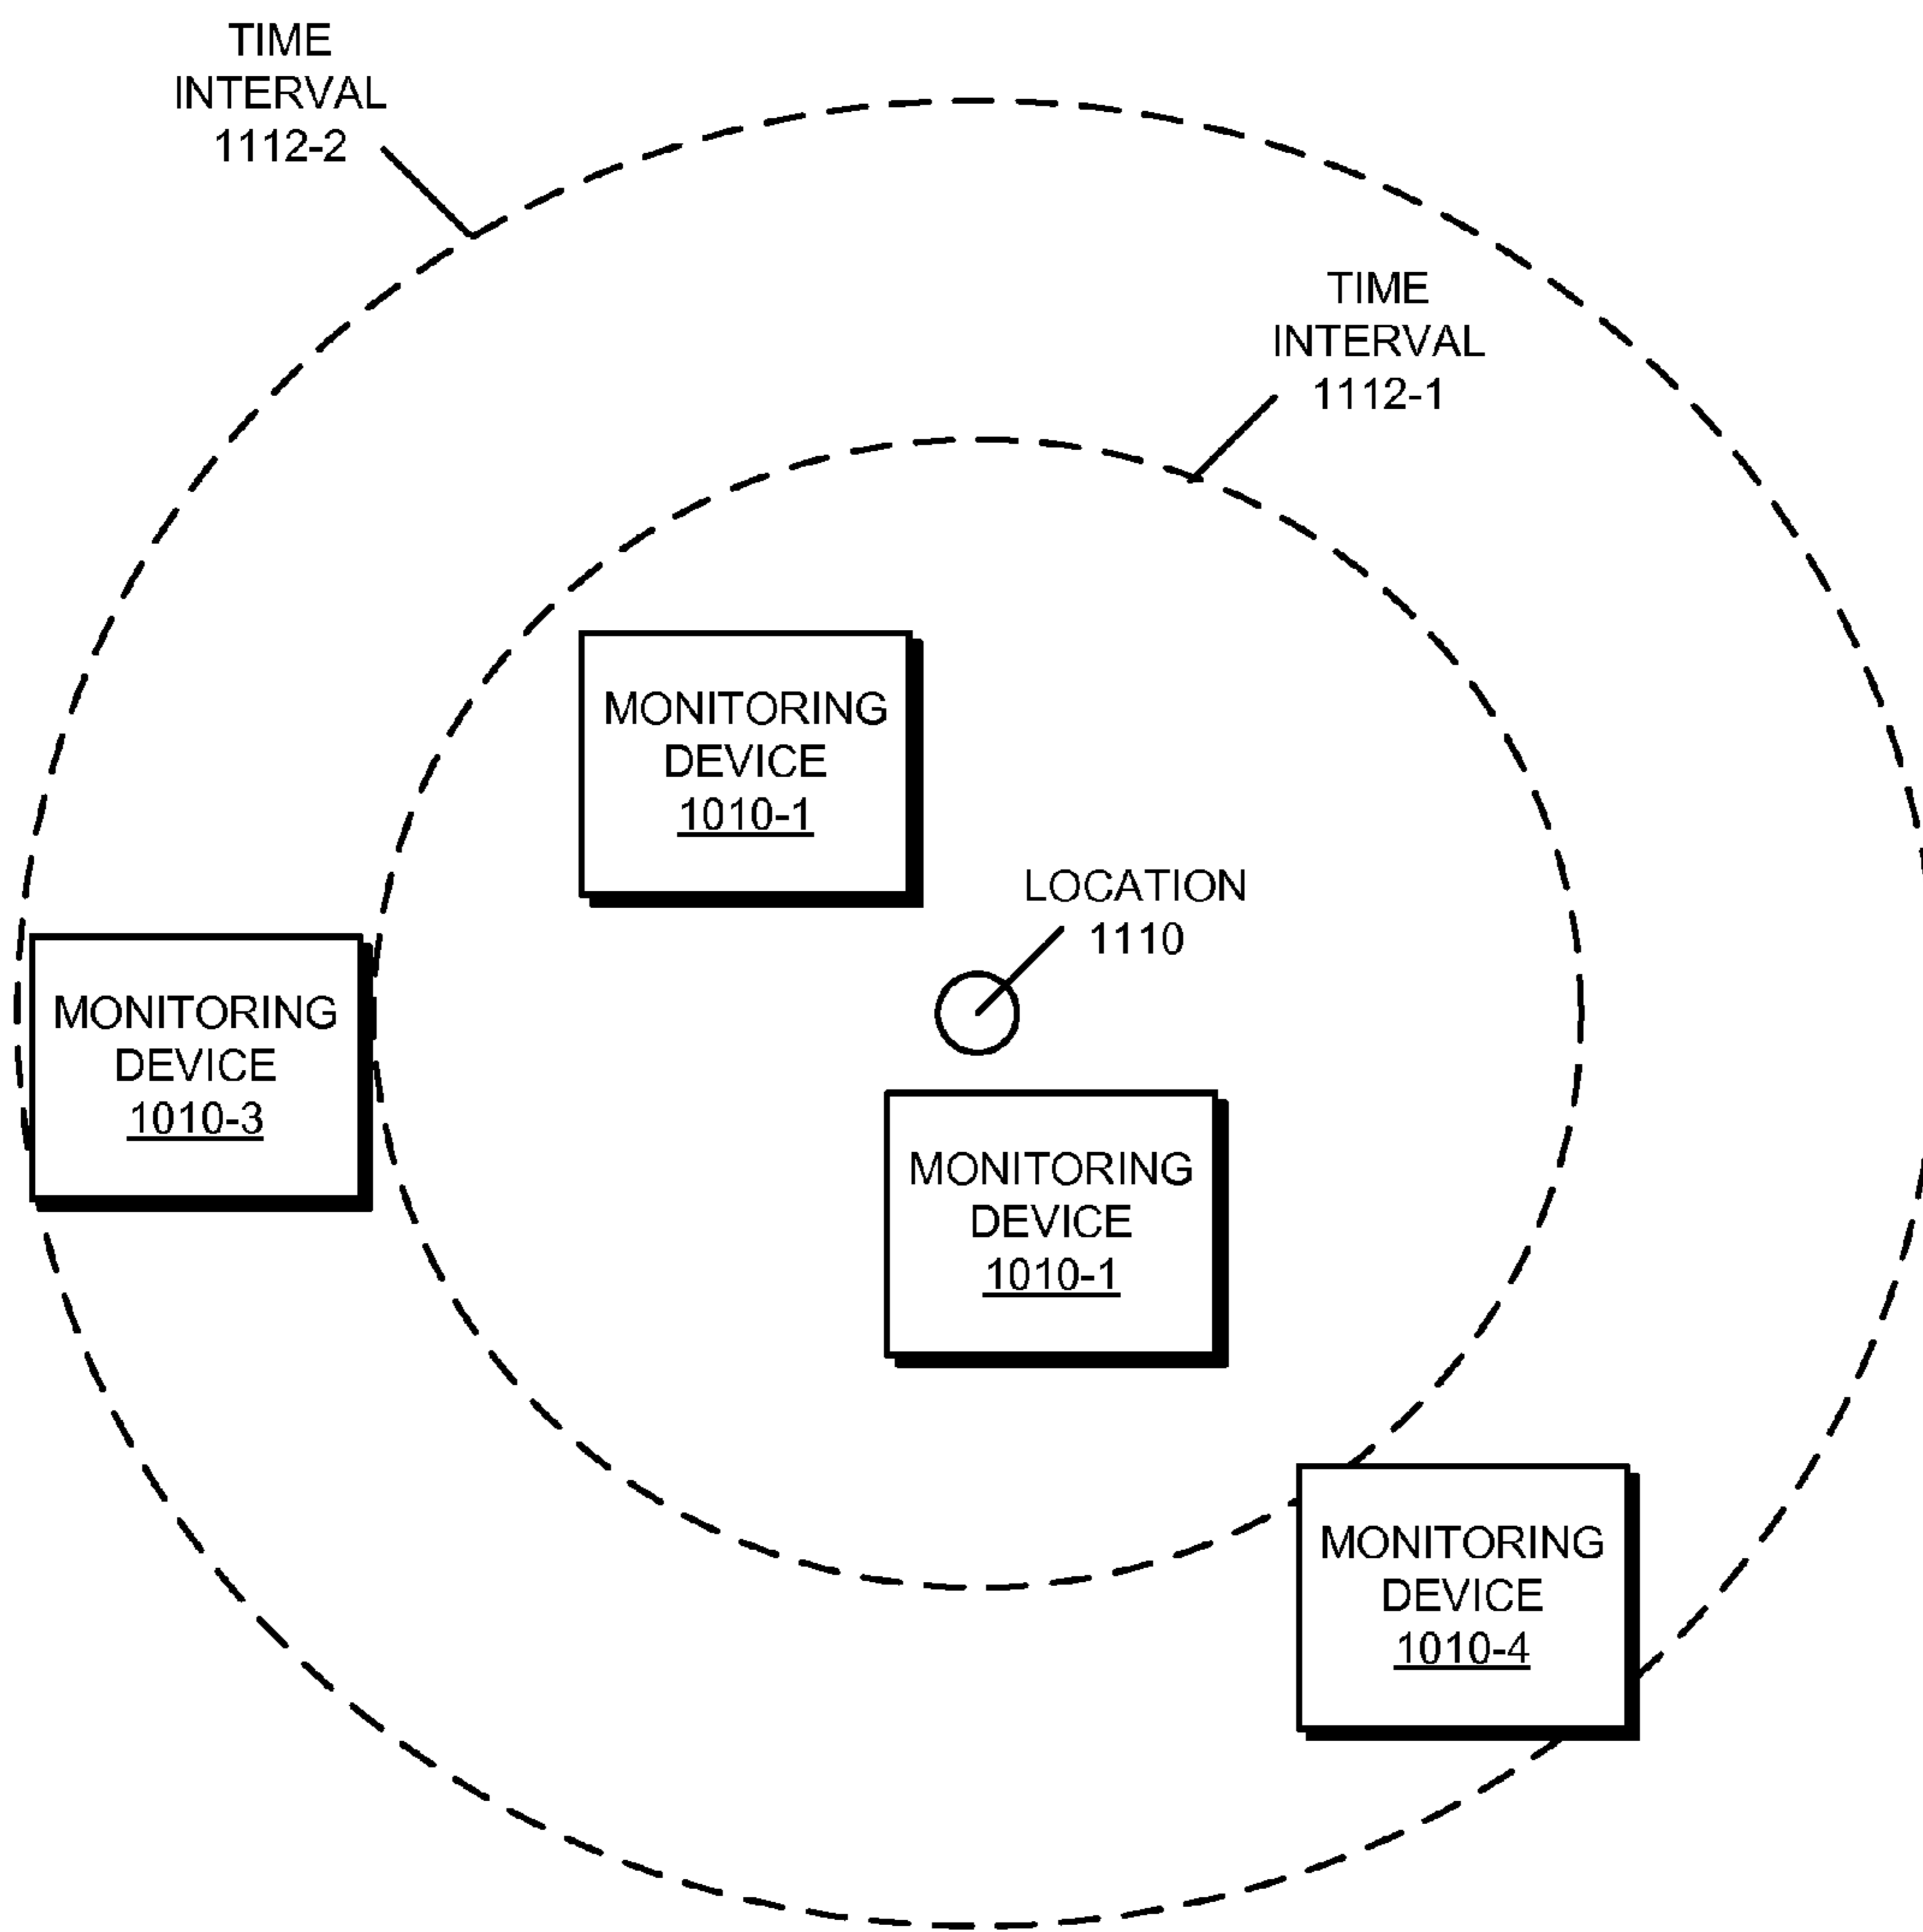 TIME
INTERVAL
1112-2
TIME
INTERVAL
1112-1
MONITORING
DEVICE
1010-1
LOCATION
1110
MONITORING
DEVICE
1010-3
MONITORING
DEVICE
1010-1
MONITORING
DEVICE
1010-4